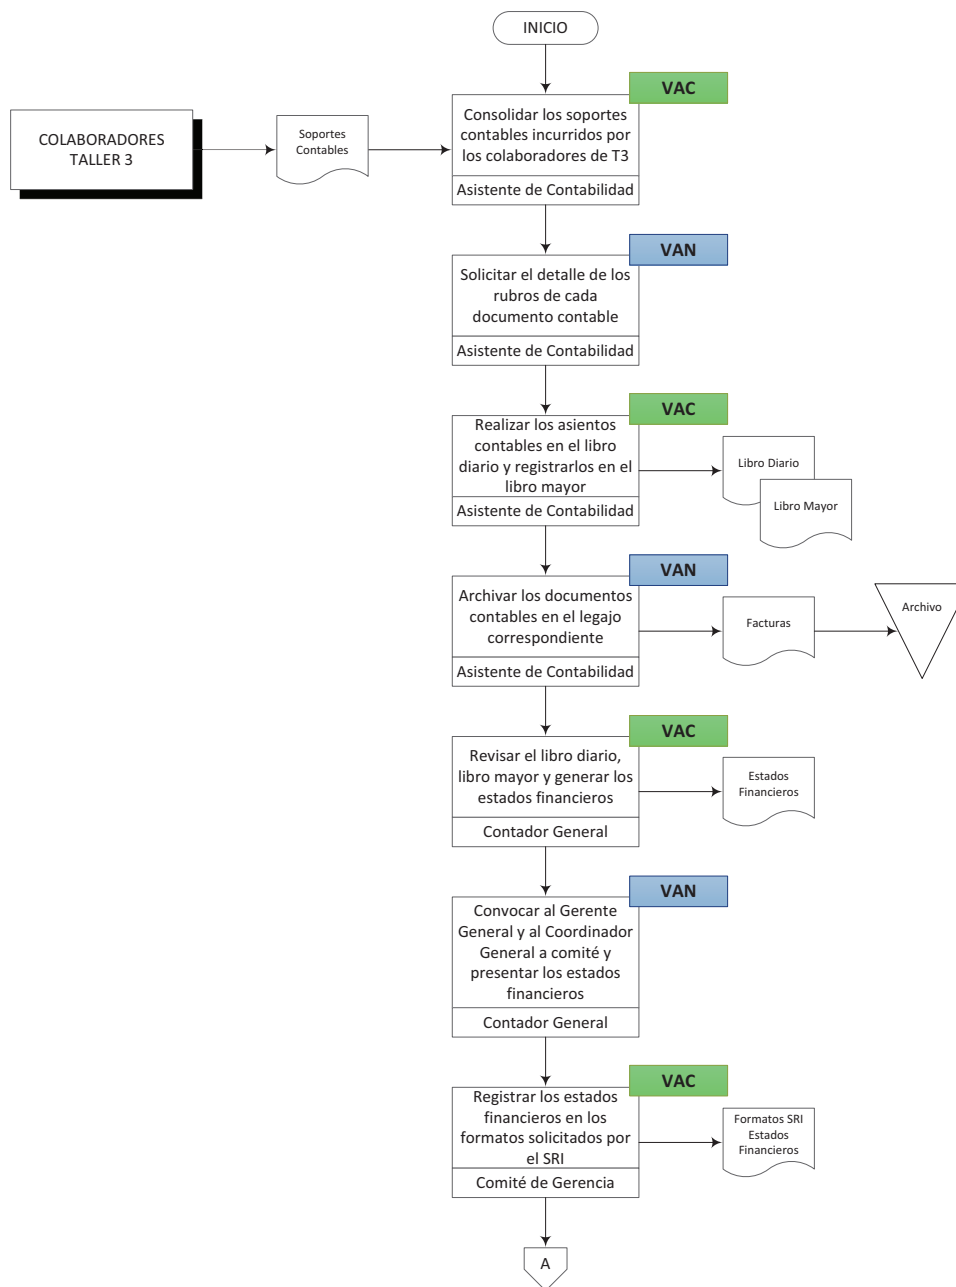 INICIO
VAC
COLABORADORES
TALLER 3
Soportes
Contables
Consolidar los soportes
contables incurridos por
los colaboradores de T3
Asistente de Contabilidad
VAN
Solicitar el detalle de los
rubros de cada
documento contable
Asistente de Contabilidad
VAC
Realizar los asientos
contables en el libro
diario y registrarlos en el
libro mayor
Asistente de Contabilidad
Libro Diario
Libro Mayor
VAN
Archivar los documentos
contables en el legajo
correspondiente
Asistente de Contabilidad
Facturas
Archivo
VAC
Revisar el libro diario,
libro mayor y generar los
estados financieros
Contador General
Estados
Financieros
VAN
Convocar al Gerente
General y al Coordinador
General a comité y
presentar los estados
financieros
Contador General
VAC
Registrar los estados
financieros en los
formatos solicitados por
el SRI
Comité de Gerencia
Formatos SRI
Estados
Financieros
A